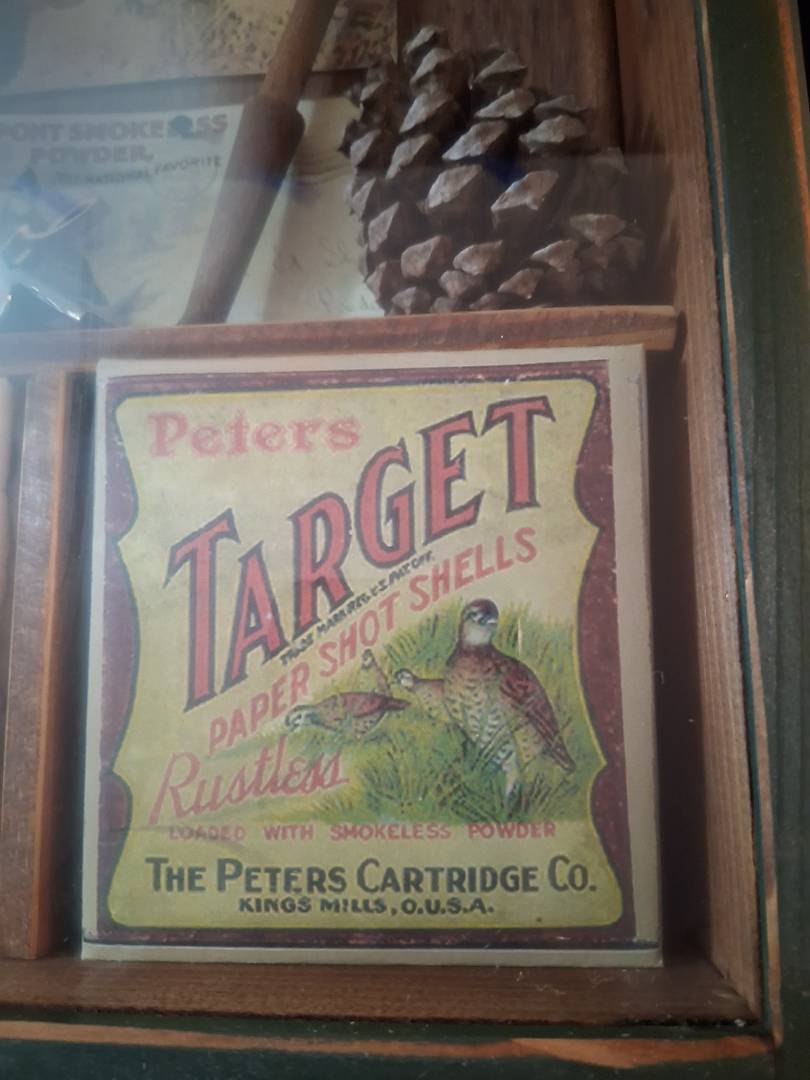 PONT SMOKELESS
POWDER,
NATIONAL FAVORITE
Peters
TARGET
TRADE MARK REG. U.S. PAT. OFF.
PAPER SHOT SHELLS
Rustless
LOADED WITH SMOKELESS POWDER
THE PETERS CARTRIDGE CO.
KINGS MILLS, O.U.S.A.